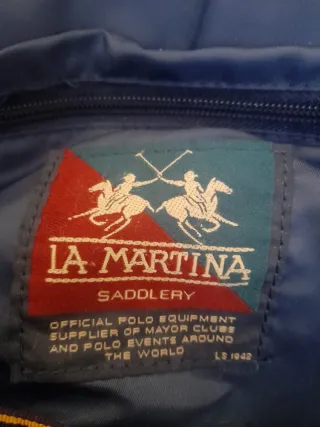 LA MARTINA
SADDLERY
OFFICIAL POLO EQUIPMENT
SUPPLIER OF MAYOR CLUBS
AND POLO EVENTS AROUND
THE WORLD
LS 1942